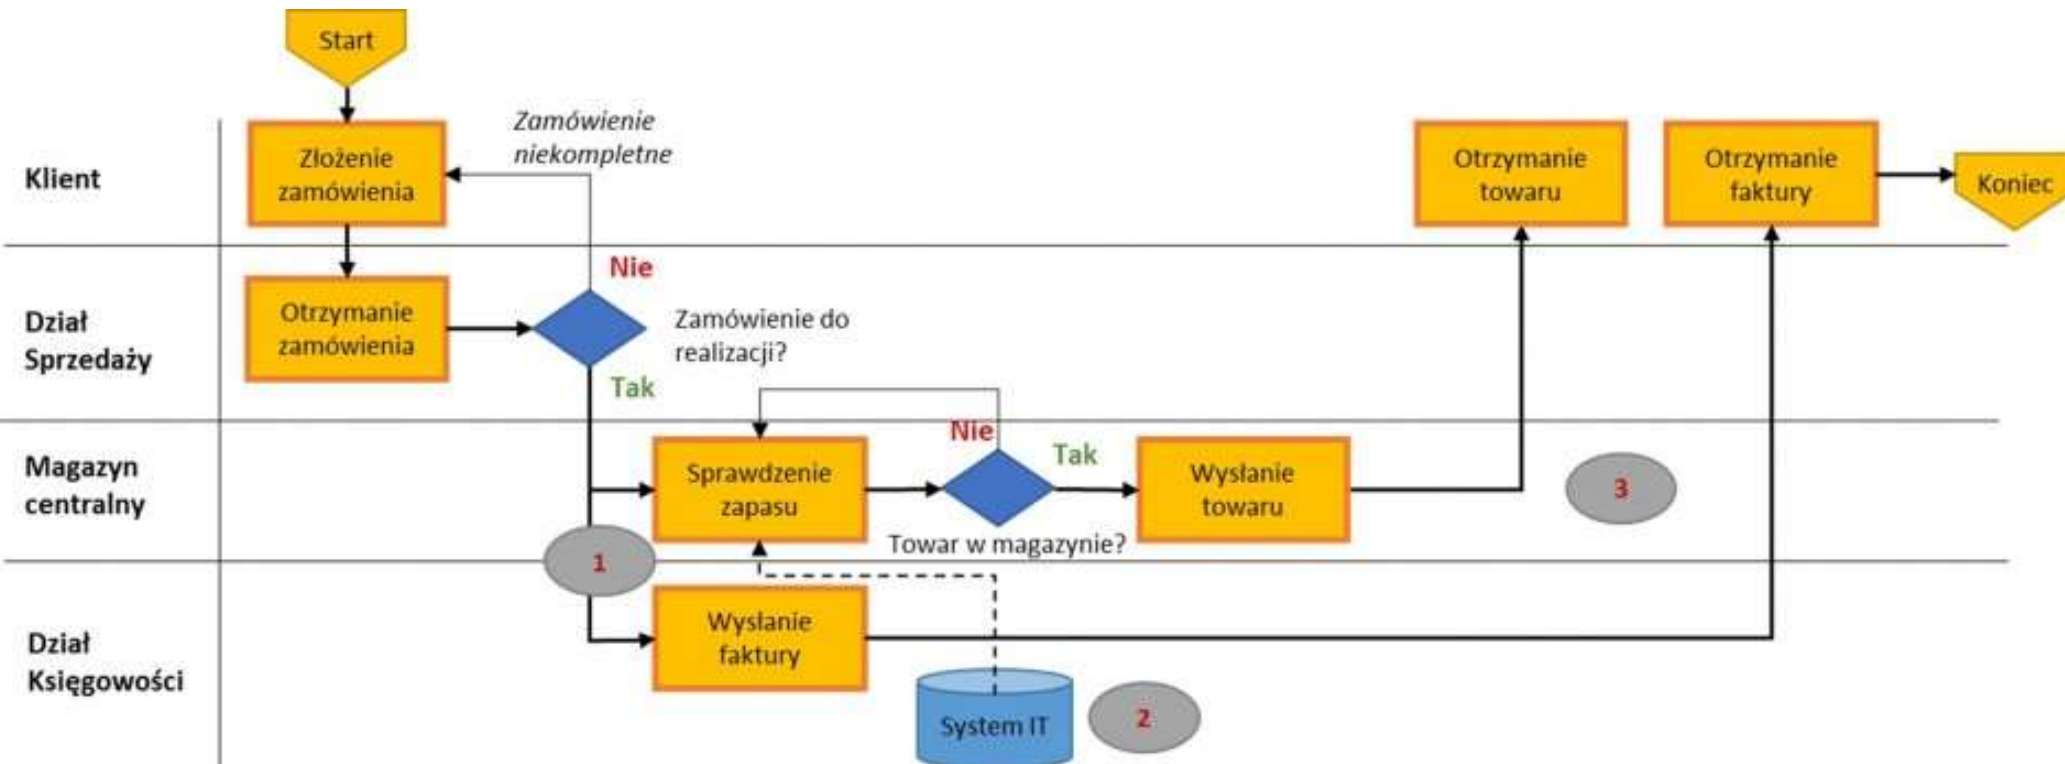 Start
Zamówienie
niekompletne
Klient
Złożenie
zamówienia
Otrzymanie
towaru
Otrzymanie
faktury
Koniec
Nie
Dział
Sprzedaży
Otrzymanie
zamówienia
Zamówienie do
realizacji?
Tak
Magazyn
centralny
Sprawdzenie
zapasu
Nie
Tak
Wysłanie
towaru
3
Towar w magazynie?
1
Dział
Księgowości
Wysłanie
faktury
System IT
2